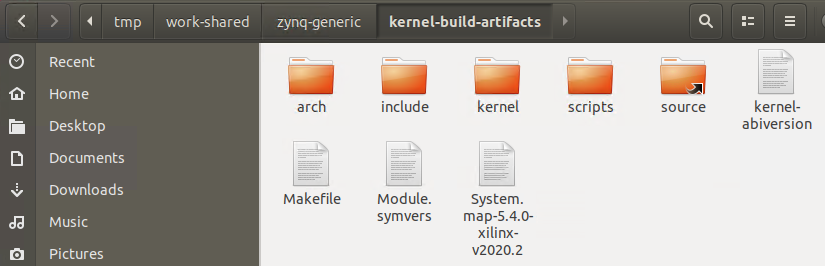 tmp work-shared zynq-generic kernel-build-artifacts
Recent
Home
Desktop
Documents
Downloads
Music
Pictures
arch include kernel scripts source kernel-
abiversion
Makefile Module. System.
symvers map-5.4.0-
xilinx-
v2020.2